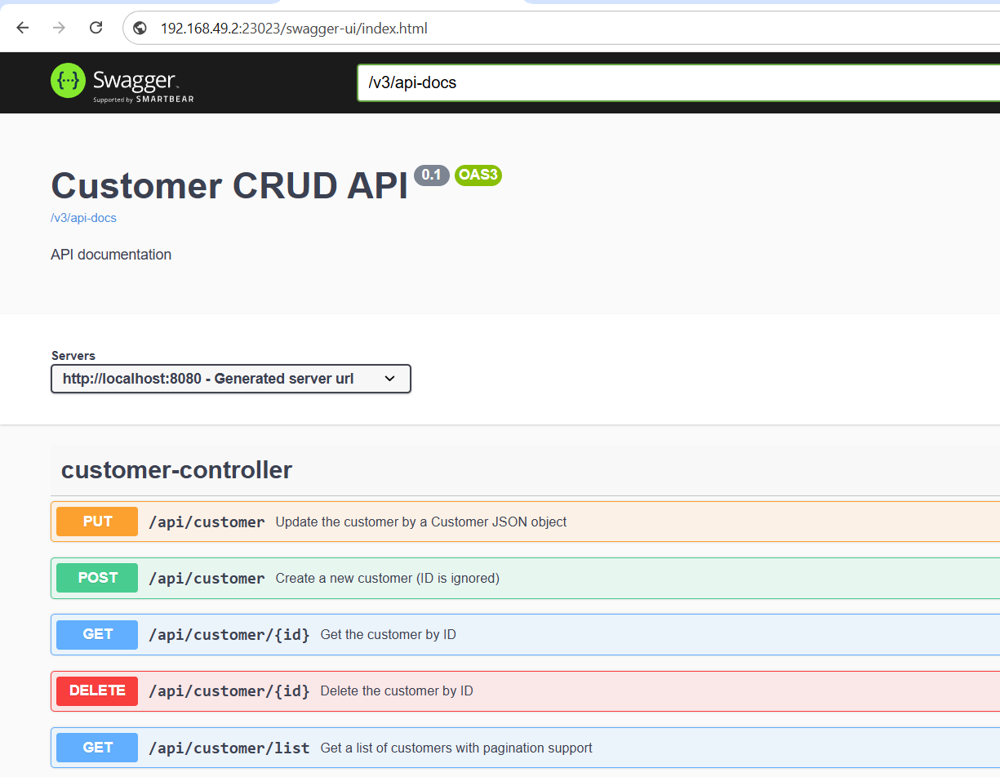 192.168.49.2:23023/swagger-ui/index.html
{···} Swagger
Supported by SMARTBEAR
/v3/api-docs
Customer CRUD API 0.1 OAS3
/v3/api-docs
API documentation
Servers
http://localhost:8080 - Generated server url
customer-controller
PUT /api/customer Update the customer by a Customer JSON object
POST /api/customer Create a new customer (ID is ignored)
GET /api/customer/{id} Get the customer by ID
DELETE /api/customer/{id} Delete the customer by ID
GET /api/customer/list Get a list of customers with pagination support